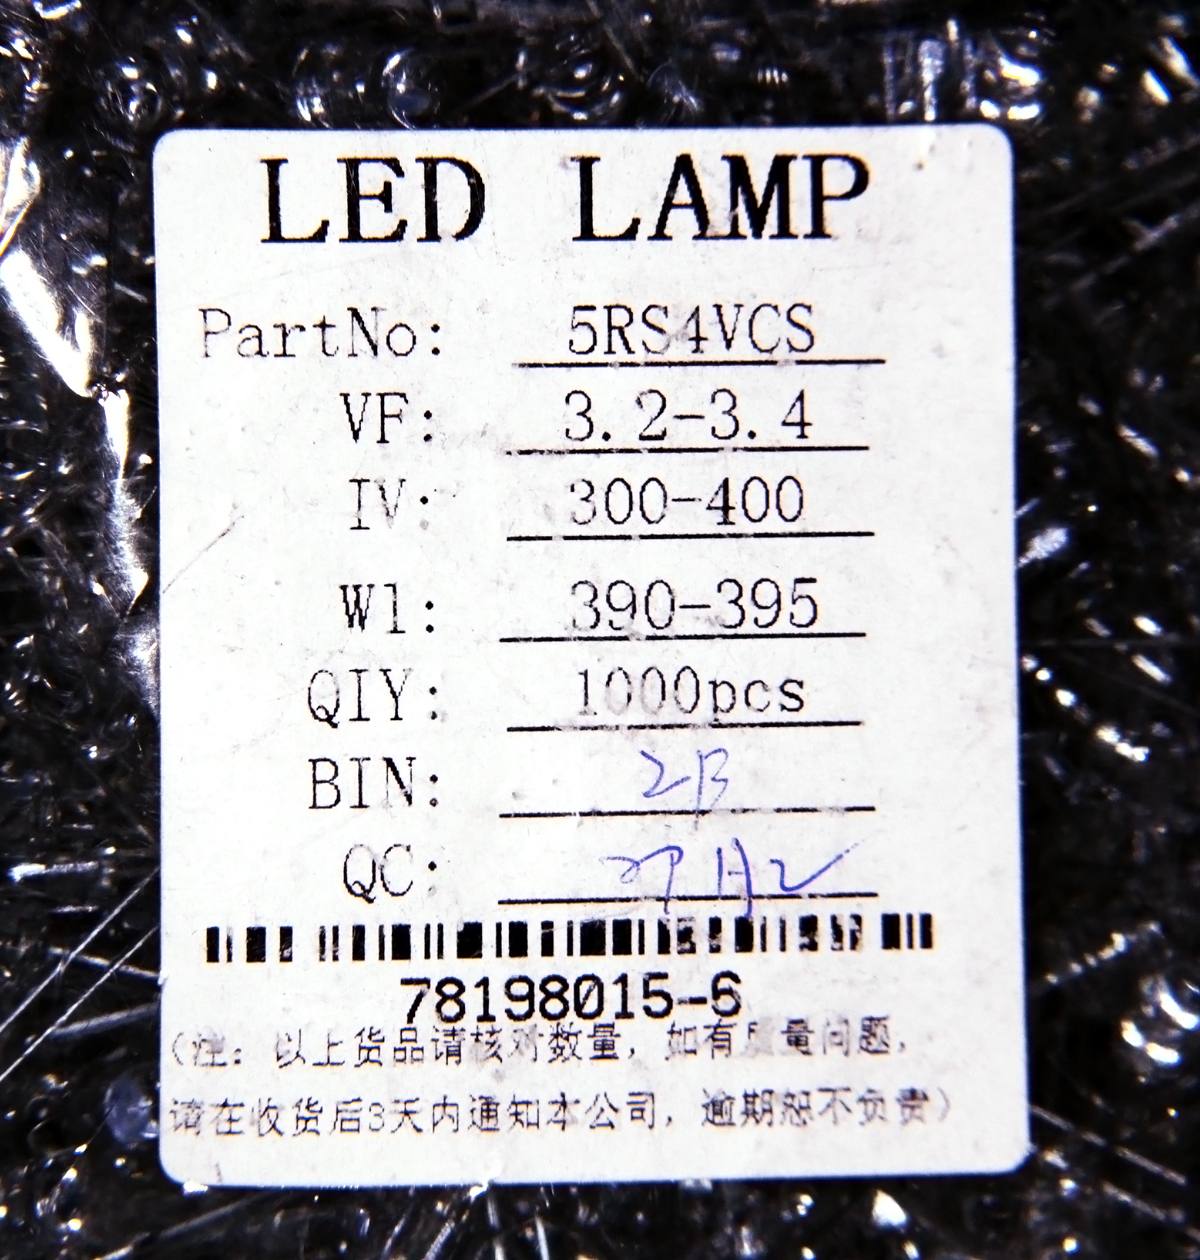 LED LAMP
PartNo: 5RS4VCS
VF: 3.2-3.4
IV: 300-400
W1: 390-395
QIY: 1000pcs
BIN: 2B
QC:
78198015-6
(注: 以上货品请核对数量, 如有质量问题,
请在收货后3天内通知本公司, 逾期恕不负责)